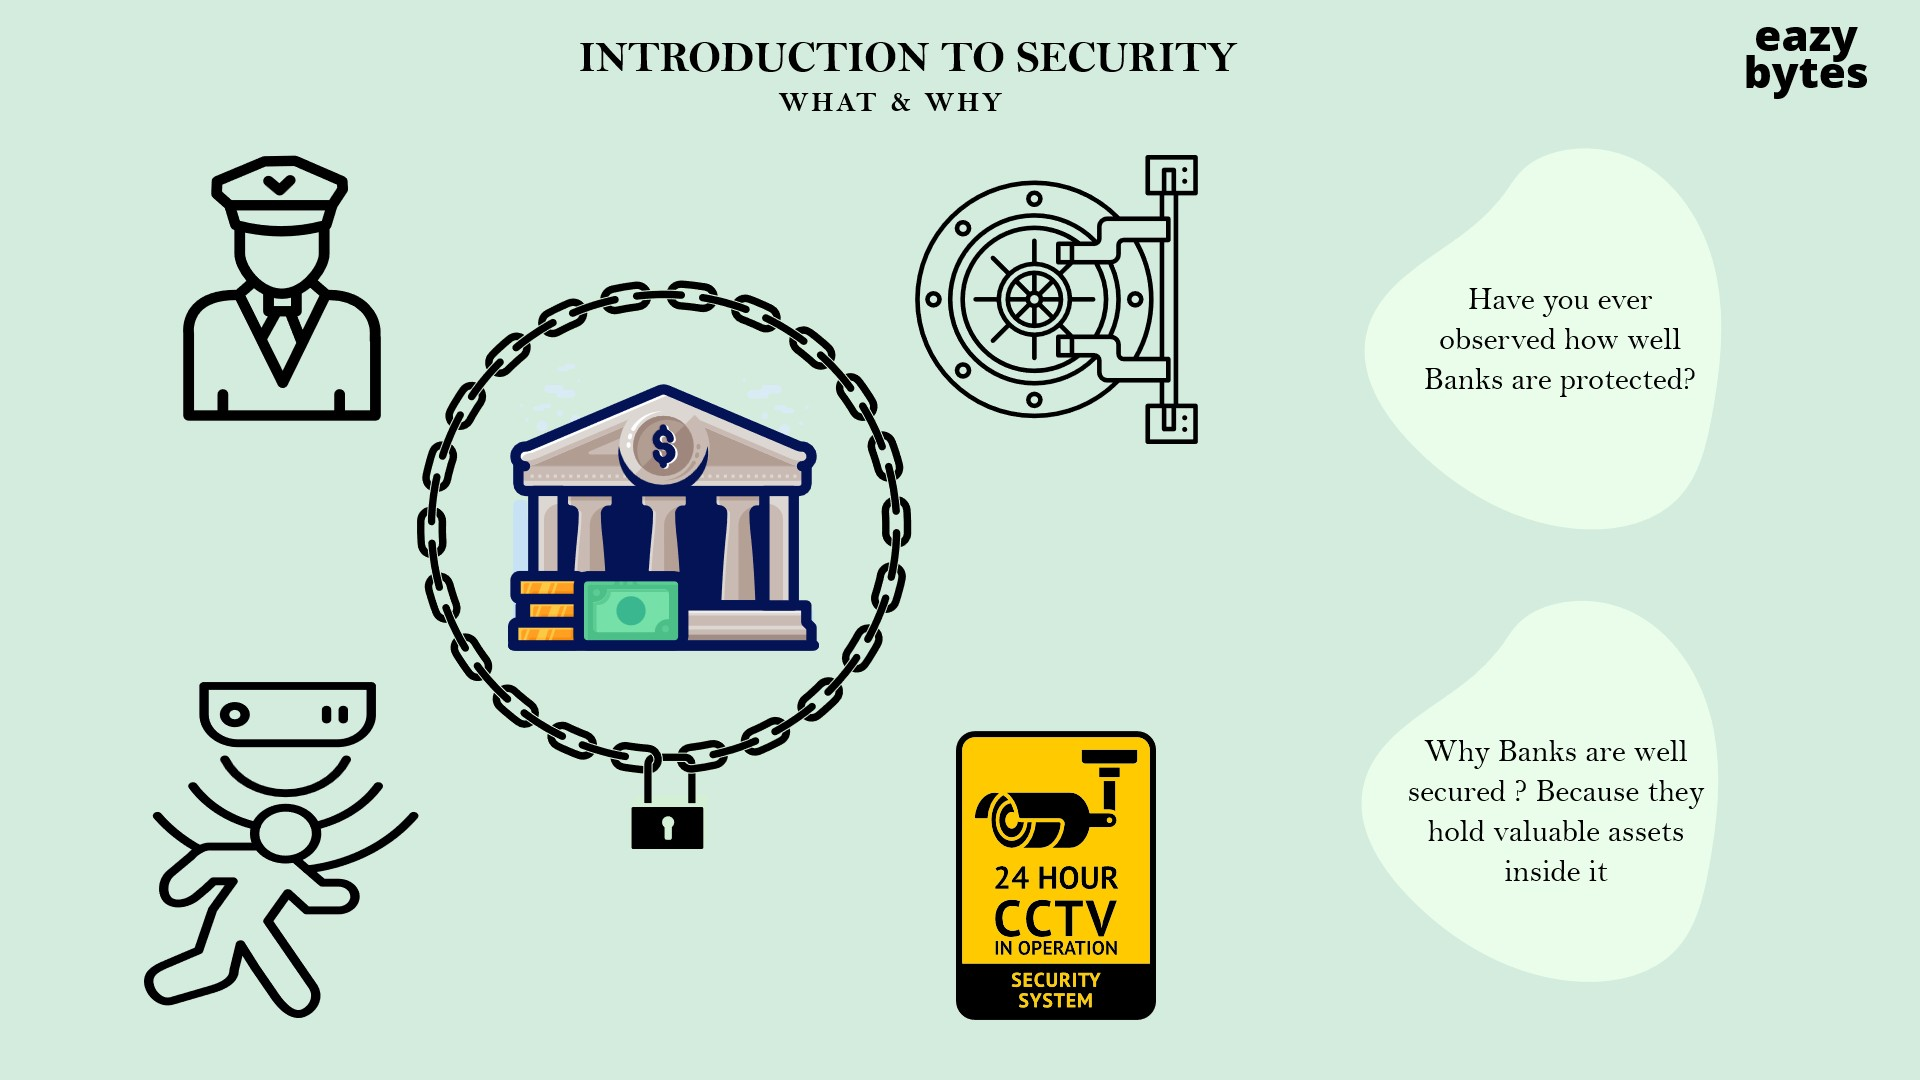 INTRODUCTION TO SECURITY
WHAT & WHY
eazy
bytes
Have you ever
observed how well
Banks are protected?
$
24 HOUR
CCTV
IN OPERATION
SECURITY
SYSTEM
Why Banks are well
secured ? Because they
hold valuable assets
inside it